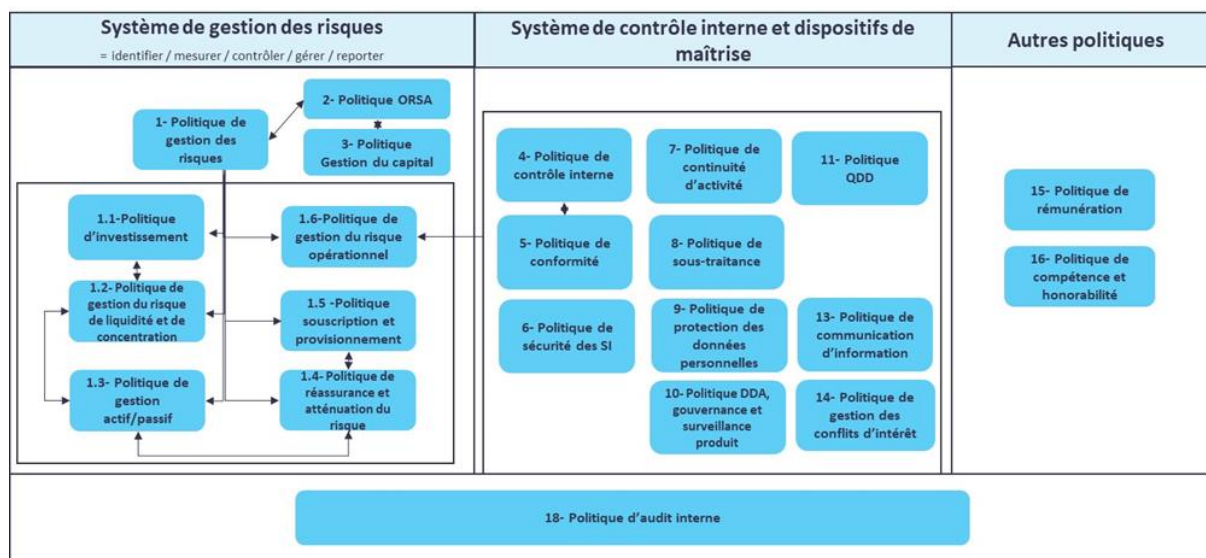 Système de gestion des risques
= identifier / mesurer / contrôler / gérer / reporter
Système de contrôle interne et dispositifs de
maîtrise
Autres politiques
1- Politique de
gestion des
risques
2- Politique ORSA
3 - Politique
Gestion du capital
1.1-Politique
d’investissement
1.2- Politique de
gestion du risque
de liquidité et de
concentration
1.3- Politique de
gestion
actif/passif
1.6-Politique de
gestion du risque
opérationnel
1.5 -Politique
souscription et
provisionnement
1.4- Politique de
réassurance et
atténuation du
risque
4- Politique de
contrôle interne
5- Politique de
conformité
6- Politique de
sécurité des SI
7- Politique de
continuité
d’activité
8- Politique de
sous-traitance
9- Politique de
protection des
données
personnelles
10- Politique DDA,
gouvernance et
surveillance
produit
11- Politique
QDD
13- Politique de
communication
d’information
14- Politique de
gestion des
conflits d’intérêt
15- Politique de
rémunération
16- Politique de
compétence et
honorabilité
18- Politique d’audit interne